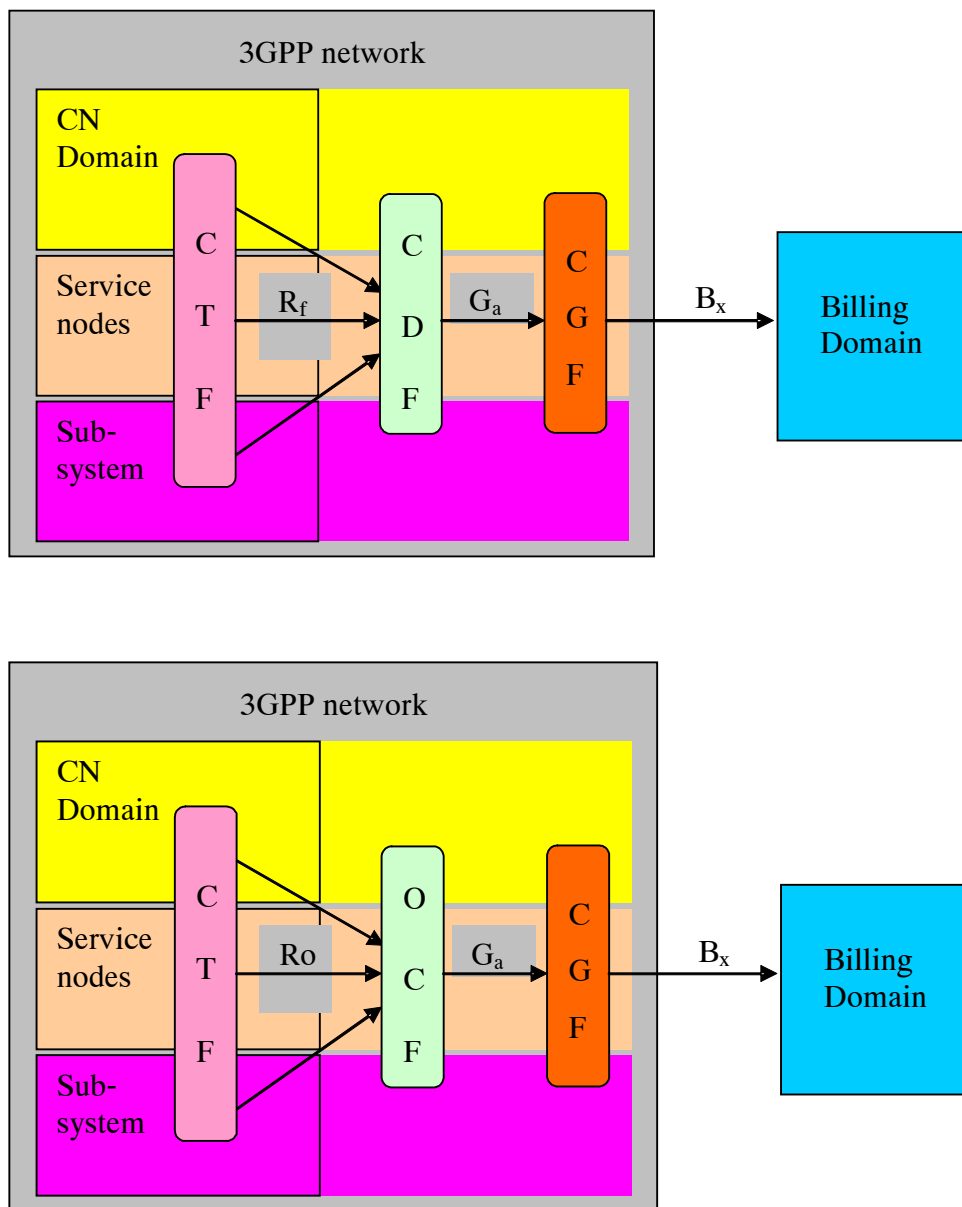 3GPP network
CN
Domain
Service
nodes
Sub-
system
C
T
F
Rf
C
D
F
Ga
C
G
F
Bx
Billing
Domain
3GPP network
CN
Domain
Service
nodes
Sub-
system
C
T
F
Ro
O
C
F
Ga
C
G
F
Bx
Billing
Domain